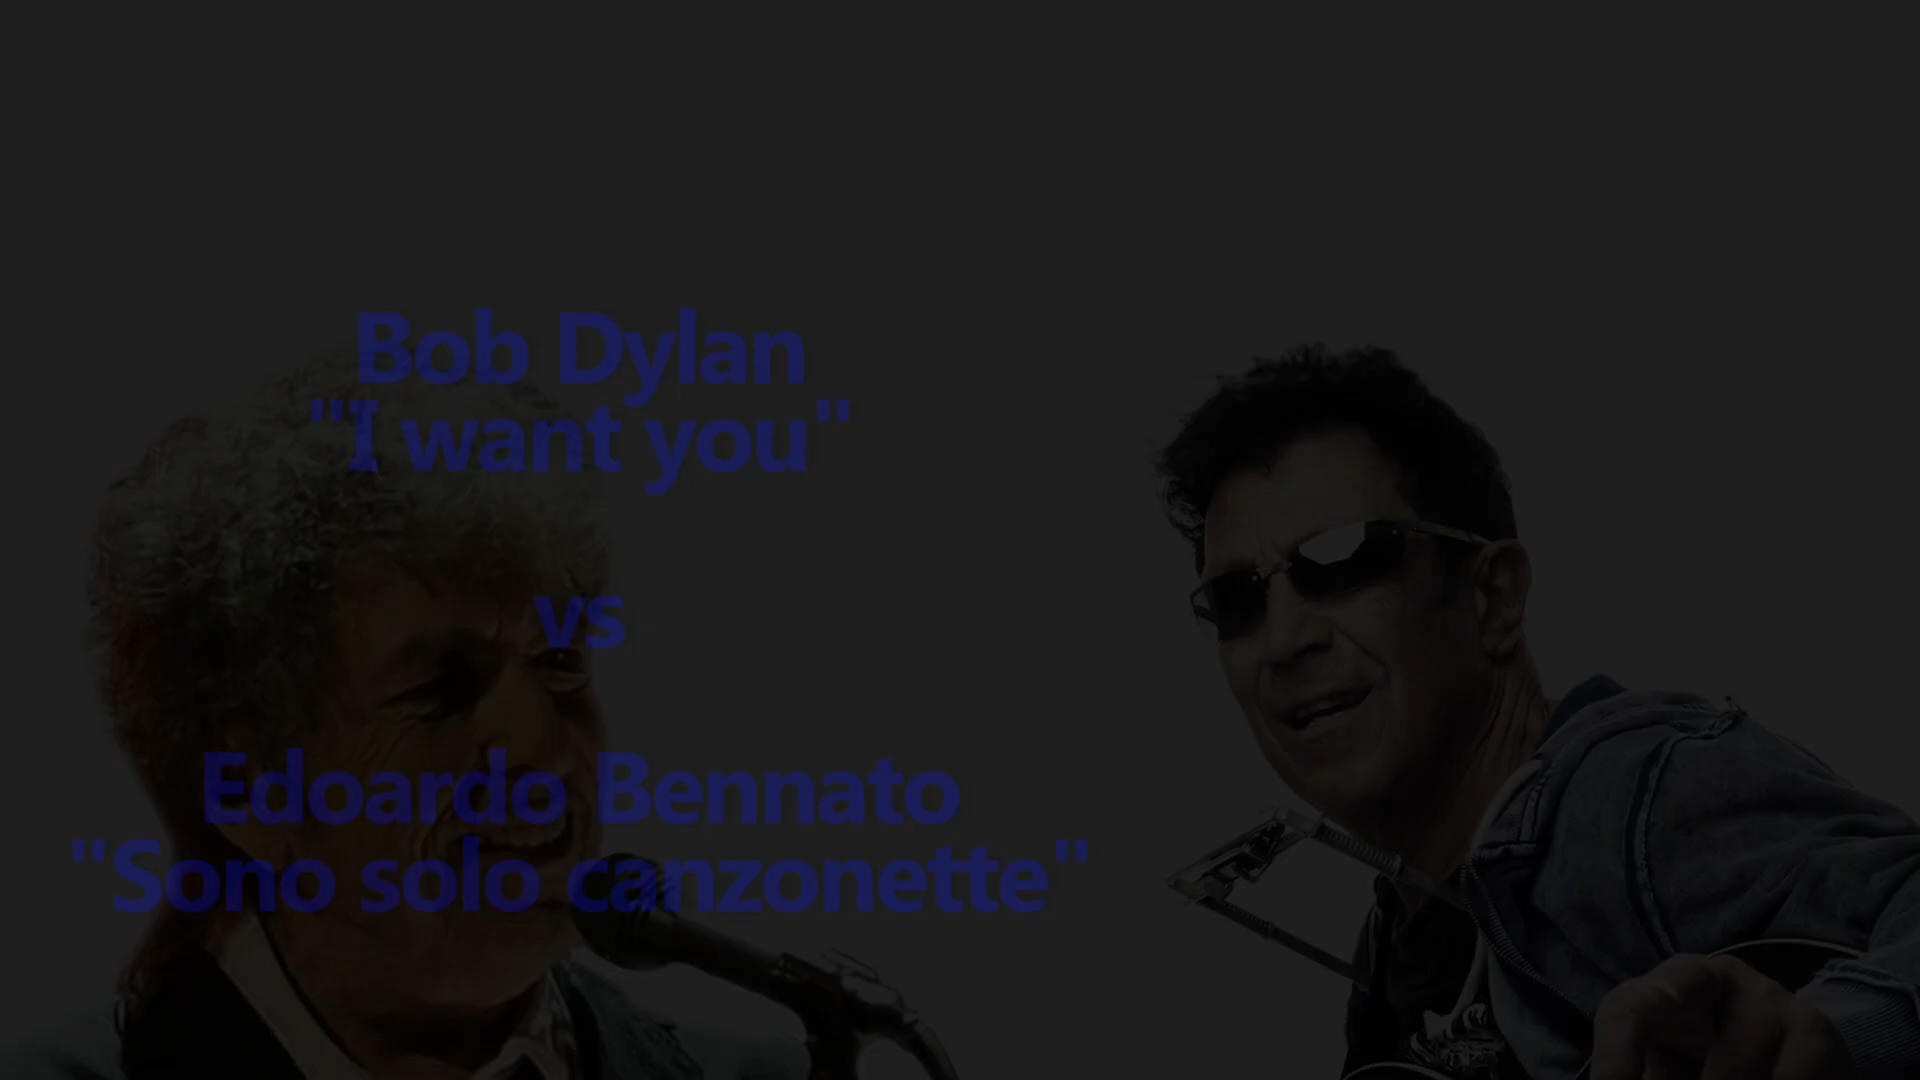 Bob Dylan
"I want you"
vs
Edoardo Bennato
"Sono solo canzonette"